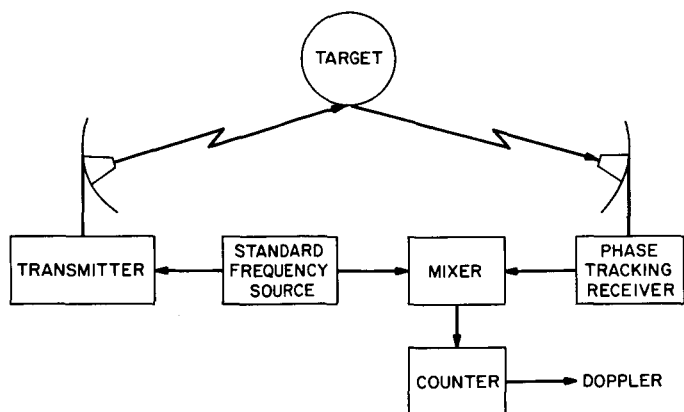 TARGET
TRANSMITTER
STANDARD
FREQUENCY
SOURCE
MIXER
PHASE
TRACKING
RECEIVER
COUNTER
DOPPLER